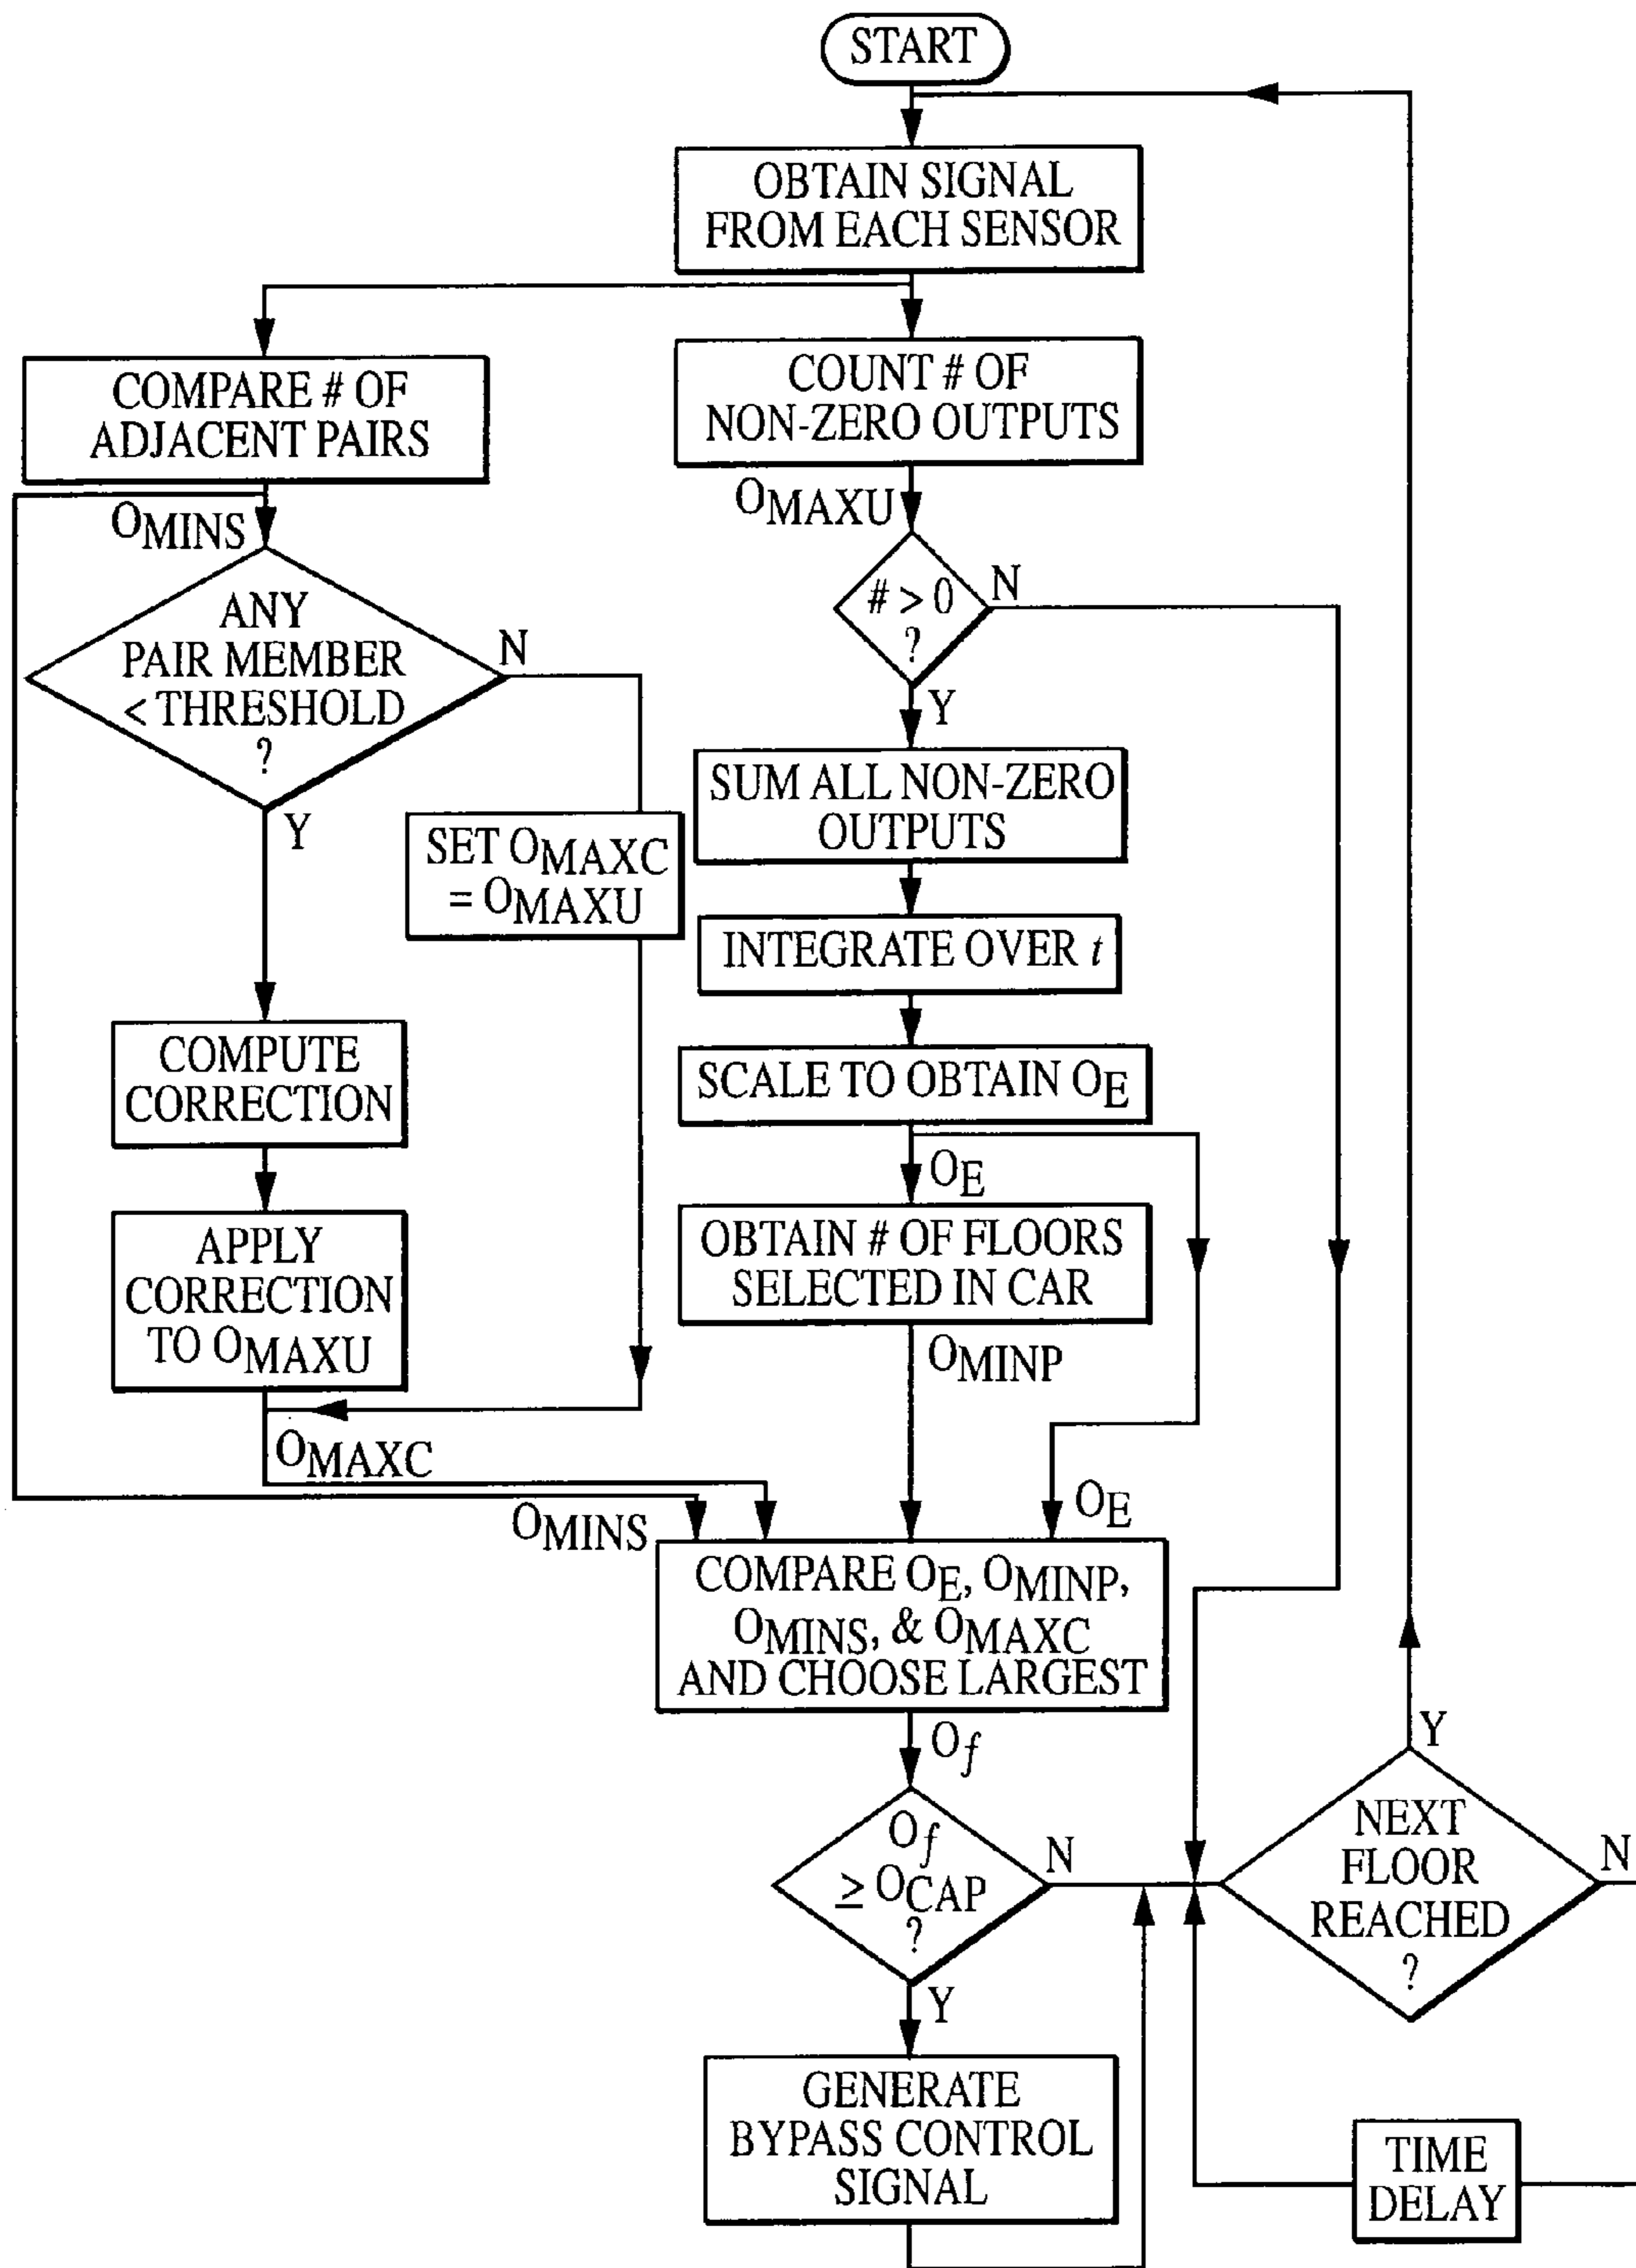 START
OBTAIN SIGNAL
FROM EACH SENSOR
COMPARE # OF
ADJACENT PAIRS
COUNT # OF
NON-ZERO OUTPUTS
OMINS
OMAXU
ANY
PAIR MEMBER
< THRESHOLD
?
N
Y
# > 0
?
N
Y
SET OMAXC
= OMAXU
SUM ALL NON-ZERO
OUTPUTS
INTEGRATE OVER t
COMPUTE
CORRECTION
SCALE TO OBTAIN OE
OE
APPLY
CORRECTION
TO OMAXU
OBTAIN # OF FLOORS
SELECTED IN CAR
OMINP
OMAXC
OMINS
OE
COMPARE OE, OMINP,
OMINS, & OMAXC
AND CHOOSE LARGEST
Of
Of
≥ OCAP
?
N
Y
NEXT
FLOOR
REACHED
?
Y
N
GENERATE
BYPASS CONTROL
SIGNAL
TIME
DELAY